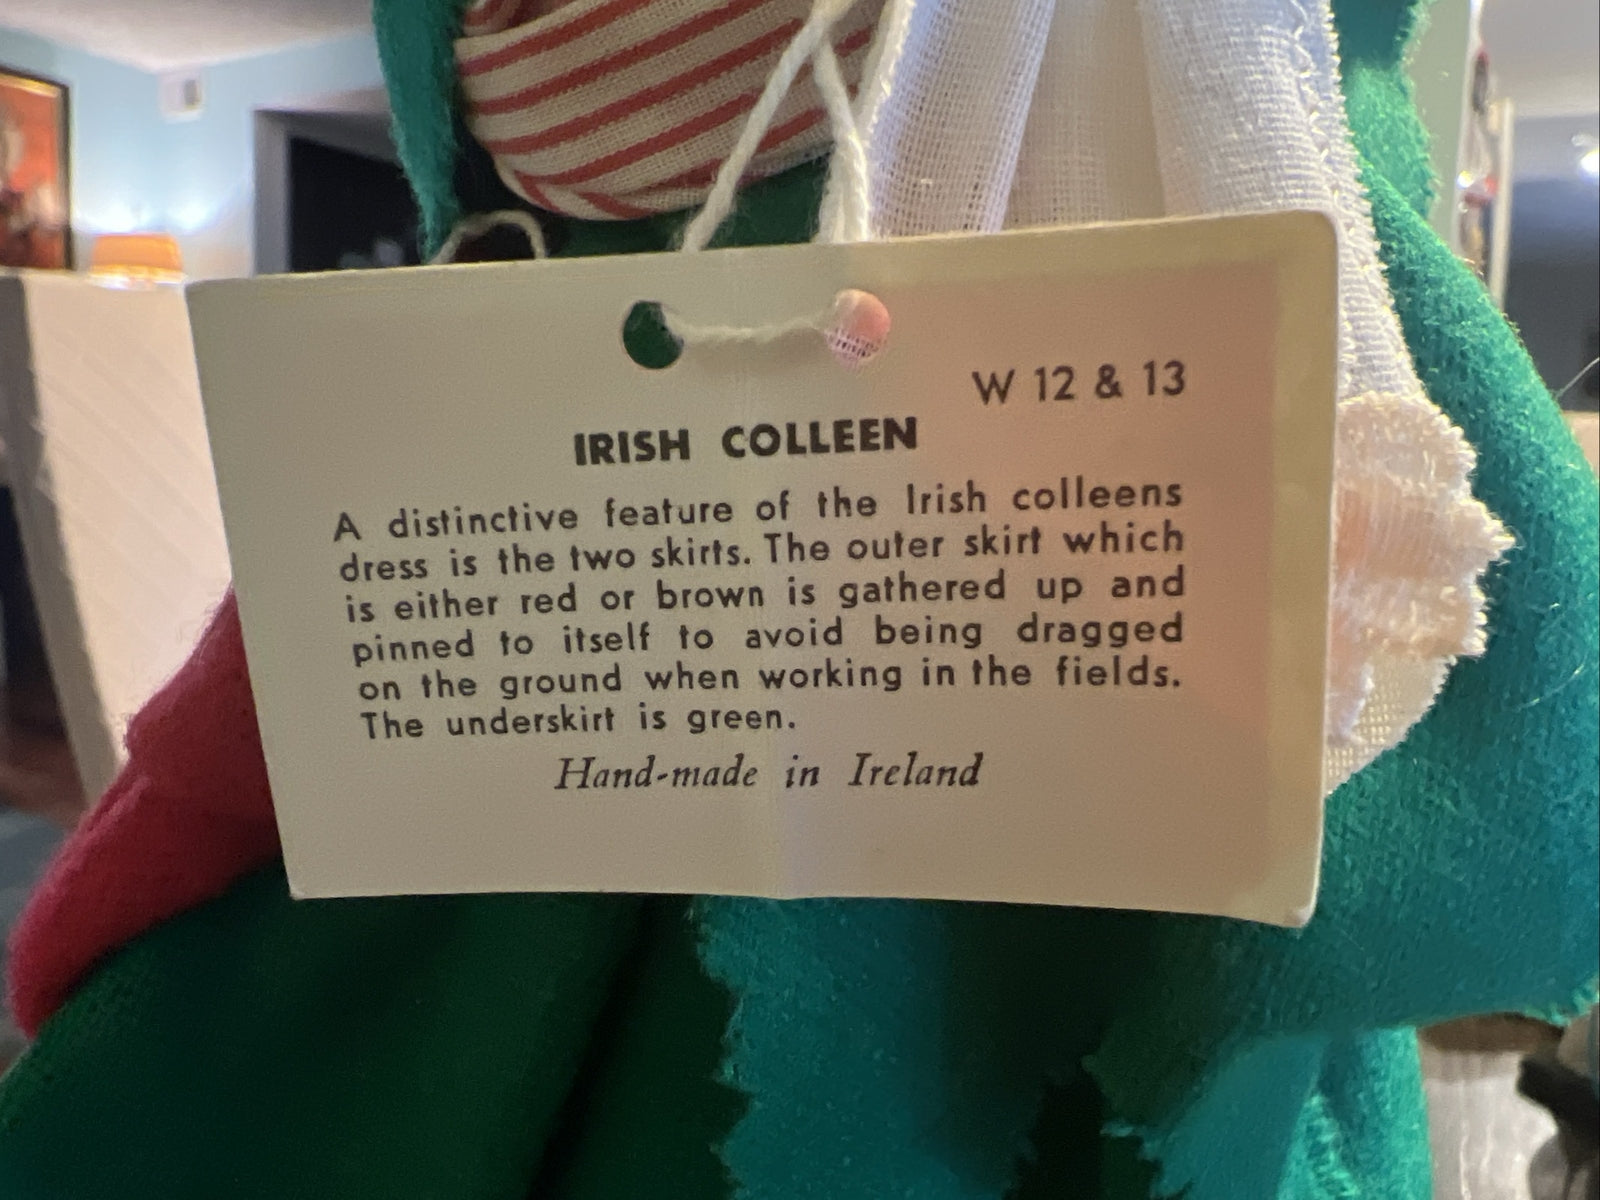 W 12 & 13
IRISH COLLEEN
A distinctive feature of the Irish colleens
dress is the two skirts. The outer skirt which
is either red or brown is gathered up and
pinned to itself to avoid being dragged
on the ground when working in the fields.
The underskirt is green.
Hand-made in Ireland